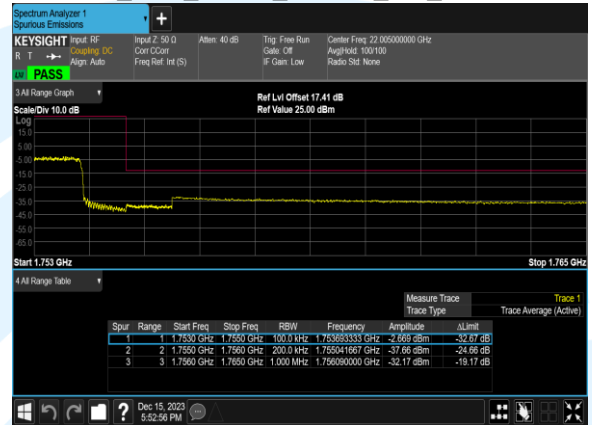 Spectrum Analyzer 1
Spurious Emissions
KEYSIGHT Input: RF Input Z: 50 Ω Atten: 40 dB Trig: Free Run Center Freq: 22.005000000 GHz
R T Coupling: DC Corr CCorr Gate: Off Avg|Hold: 100/100
Align: Auto Freq Ref: Int (S) IF Gain: Low Radio Std: None
LV PASS
3 All Range Graph
Ref Lvl Offset 17.41 dB
Scale/Div 10.0 dB Ref Value 25.00 dBm
Log
15.0
5.00
-5.00
-15.0
-25.0
-35.0
-45.0
-55.0
-65.0
Start 1.753 GHz Stop 1.765 GHz
4 All Range Table
Measure Trace Trace 1
Trace Type Trace Average (Active)
Spur Range Start Freq Stop Freq RBW Frequency Amplitude ΔLimit
1 1 1.7530 GHz 1.7550 GHz 100.0 kHz 1.753693333 GHz -2.669 dBm -32.67 dB
2 2 1.7550 GHz 1.7560 GHz 200.0 kHz 1.755041667 GHz -37.66 dBm -24.66 dB
3 3 1.7560 GHz 1.7650 GHz 1.000 MHz 1.756090000 GHz -32.17 dBm -19.17 dB
? Dec 15, 2023
5:52:56 PM